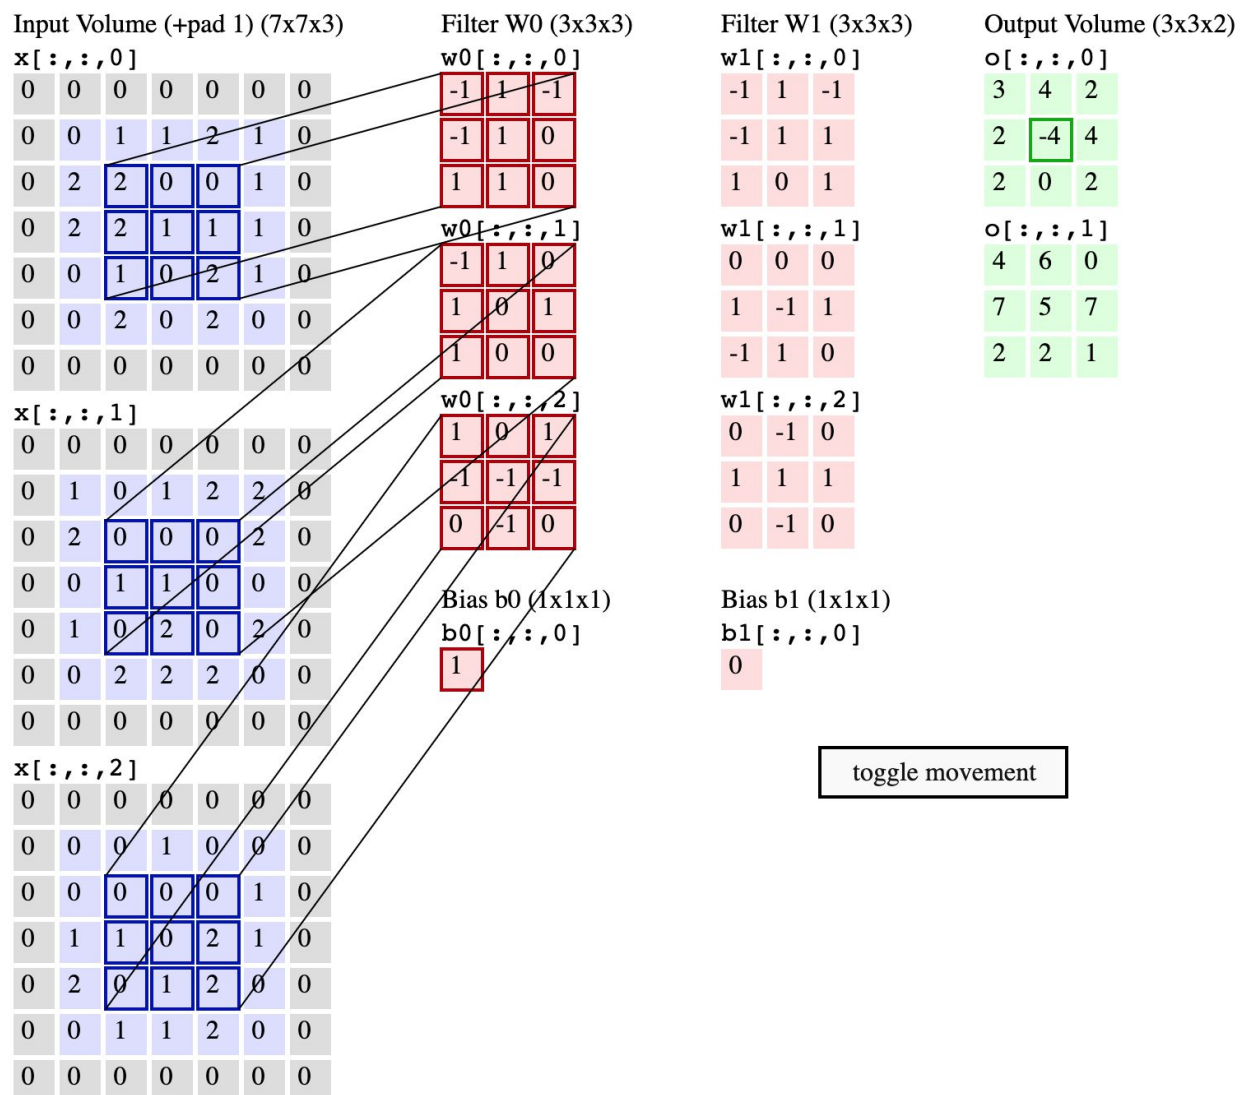 Input Volume (+pad 1) (7x7x3)
x[:,:,0]
0 0 0 0 0 0 0
0 0 1 1 2 1 0
0 2 2 0 0 1 0
0 2 2 1 1 1 0
0 0 1 0 2 1 0
0 0 2 0 2 0 0
0 0 0 0 0 0 0
x[:,:,1]
0 0 0 0 0 0 0
0 1 0 1 2 2 0
0 2 0 0 0 2 0
0 0 1 1 0 0 0
0 1 0 2 0 2 0
0 0 2 2 2 0 0
0 0 0 0 0 0 0
x[:,:,2]
0 0 0 0 0 0 0
0 0 0 1 0 0 0
0 0 0 0 0 1 0
0 1 1 0 2 1 0
0 2 0 1 2 0 0
0 0 1 1 2 0 0
0 0 0 0 0 0 0
Filter W0 (3x3x3)
w0[:,:,0]
-1 1 -1
-1 1 0
1 1 0
w0[:,:,1]
-1 1 0
1 0 1
1 0 0
w0[:,:,2]
1 0 1
-1 -1 -1
0 -1 0
Bias b0 (1x1x1)
b0[:,:,0]
1
Filter W1 (3x3x3)
w1[:,:,0]
-1 1 -1
-1 1 1
1 0 1
w1[:,:,1]
0 0 0
1 -1 1
-1 1 0
w1[:,:,2]
0 -1 0
1 1 1
0 -1 0
Bias b1 (1x1x1)
b1[:,:,0]
0
Output Volume (3x3x2)
o[:,:,0]
3 4 2
2 -4 4
2 0 2
o[:,:,1]
4 6 0
7 5 7
2 2 1
toggle movement